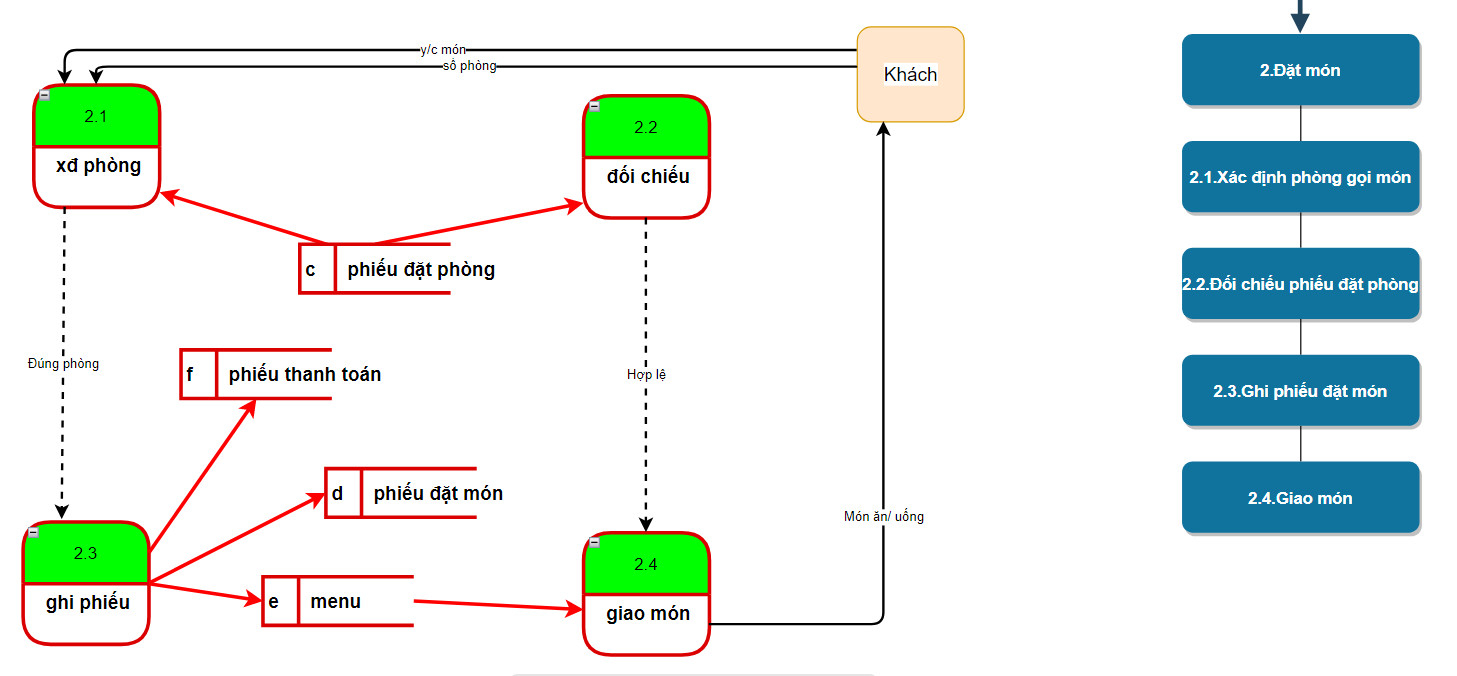 y/c món
số phòng
Khách
2.1
xđ phòng
2.2
đối chiếu
c
phiếu đặt phòng
Đúng phòng
f
phiếu thanh toán
Hợp lệ
d
phiếu đặt món
Món ăn/ uống
2.3
ghi phiếu
e
menu
2.4
giao món
2.Đặt món
2.1.Xác định phòng gọi món
2.2.Đối chiếu phiếu đặt phòng
2.3.Ghi phiếu đặt món
2.4.Giao món